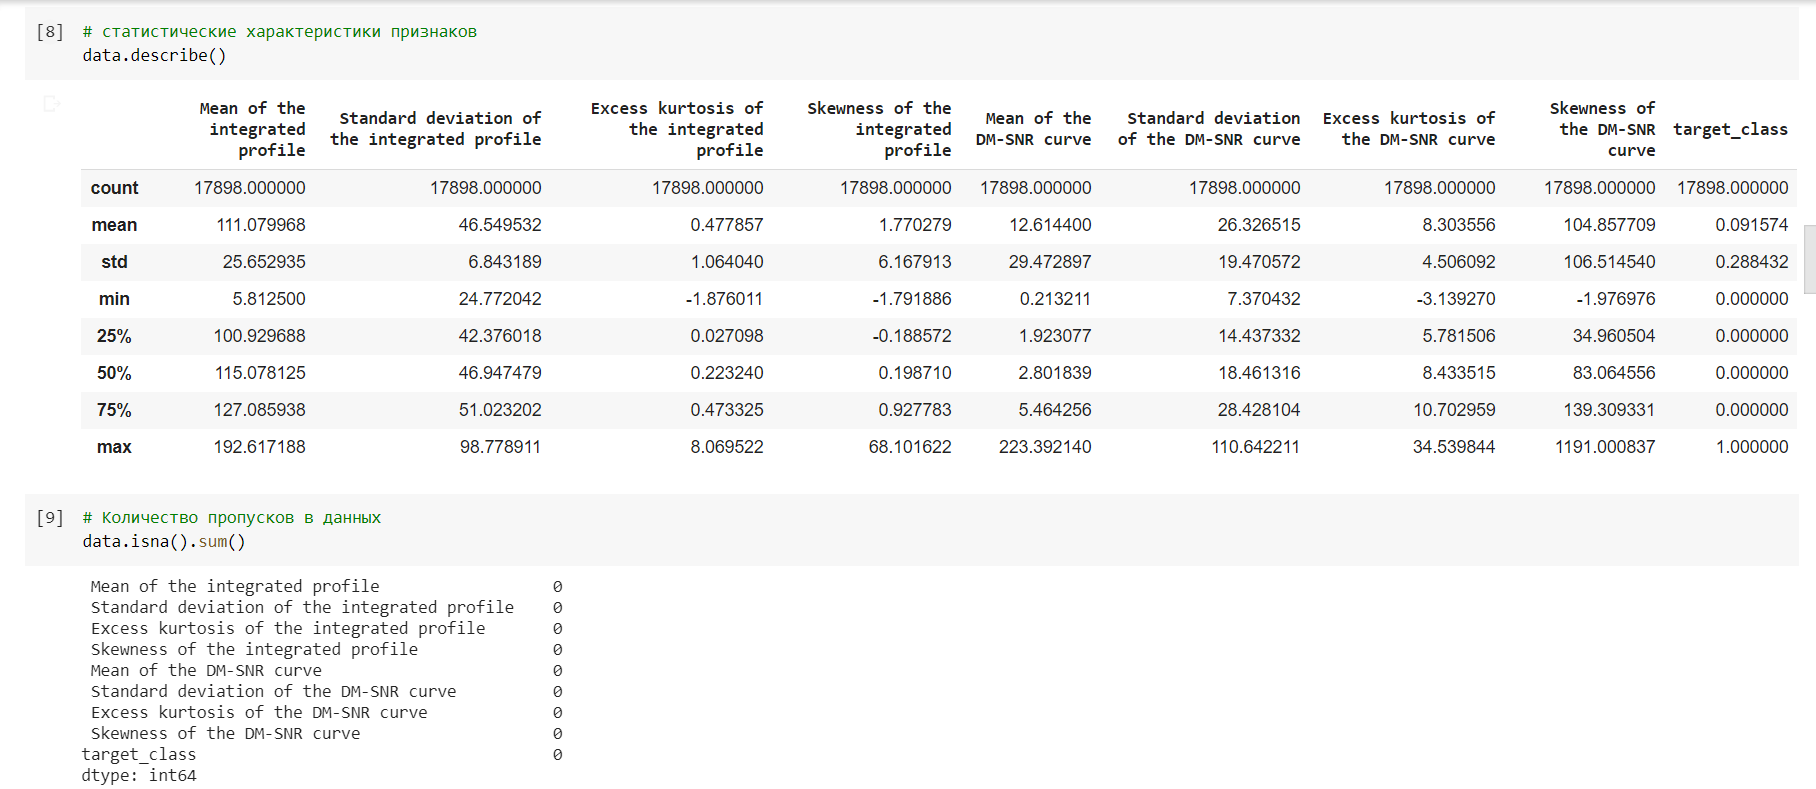 [8] # статистические характеристики признаков
data.describe()
Mean of the integrated profile Standard deviation of the integrated profile Excess kurtosis of the integrated profile Skewness of the integrated profile Mean of the DM-SNR curve Standard deviation of the DM-SNR curve Excess kurtosis of the DM-SNR curve Skewness of the DM-SNR curve target_class
count 17898.000000 17898.000000 17898.000000 17898.000000 17898.000000 17898.000000 17898.000000 17898.000000 17898.000000
mean 111.079968 46.549532 0.477857 1.770279 12.614400 26.326515 8.303556 104.857709 0.091574
std 25.652935 6.843189 1.064040 6.167913 29.472897 19.470572 4.506092 106.514540 0.288432
min 5.812500 24.772042 -1.876011 -1.791886 0.213211 7.370432 -3.139270 -1.976976 0.000000
25% 100.929688 42.376018 0.027098 -0.188572 1.923077 14.437332 5.781506 34.960504 0.000000
50% 115.078125 46.947479 0.223240 0.198710 2.801839 18.461316 8.433515 83.064556 0.000000
75% 127.085938 51.023202 0.473325 0.927783 5.464256 28.428104 10.702959 139.309331 0.000000
max 192.617188 98.778911 8.069522 68.101622 223.392140 110.642211 34.539844 1191.000837 1.000000
[9] # Количество пропусков в данных
data.isna().sum()
Mean of the integrated profile 0
Standard deviation of the integrated profile 0
Excess kurtosis of the integrated profile 0
Skewness of the integrated profile 0
Mean of the DM-SNR curve 0
Standard deviation of the DM-SNR curve 0
Excess kurtosis of the DM-SNR curve 0
Skewness of the DM-SNR curve 0
target_class 0
dtype: int64